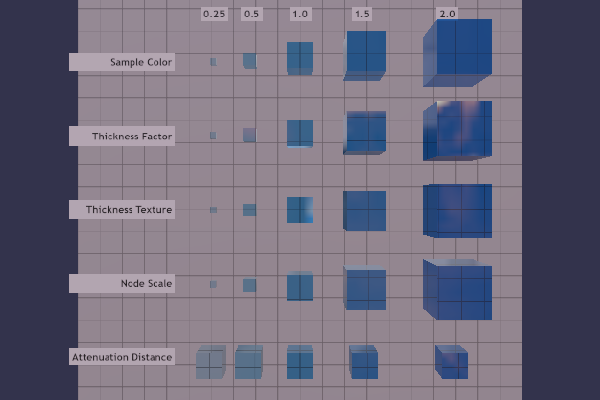 0.25 0.5 1.0 1.5 2.0
Sample Color
Thickness Factor
Thickness Texture
Node Scale
Attenuation Distance